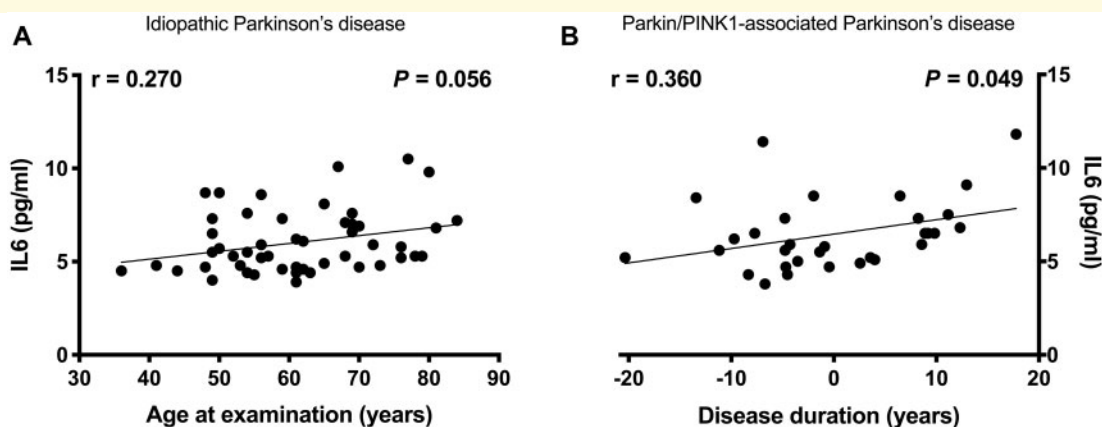 A
Idiopathic Parkinson's disease
r = 0.270
P = 0.056
15
10
5
0
IL6 (pg/ml)
30 40 50 60 70 80 90
Age at examination (years)
B
Parkin/PINK1-associated Parkinson's disease
r = 0.360
P = 0.049
15
10
5
0
IL6 (pg/ml)
-20 -10 0 10 20
Disease duration (years)